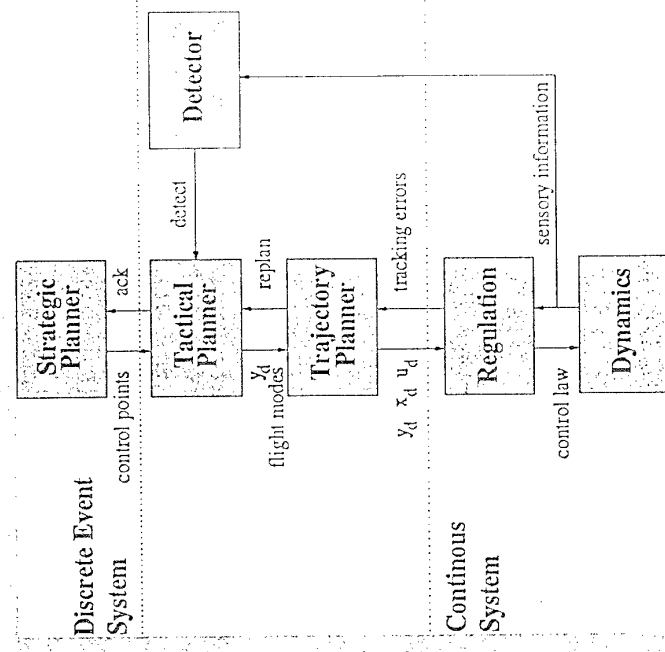 Discrete Event
System
Strategic
Planner
control points
ack
Tactical
Planner
detect
Detector
y_d
flight modes
replan
Trajectory
Planner
y_d x_d u_d
tracking errors
Continous
System
Regulation
control law
sensory information
Dynamics